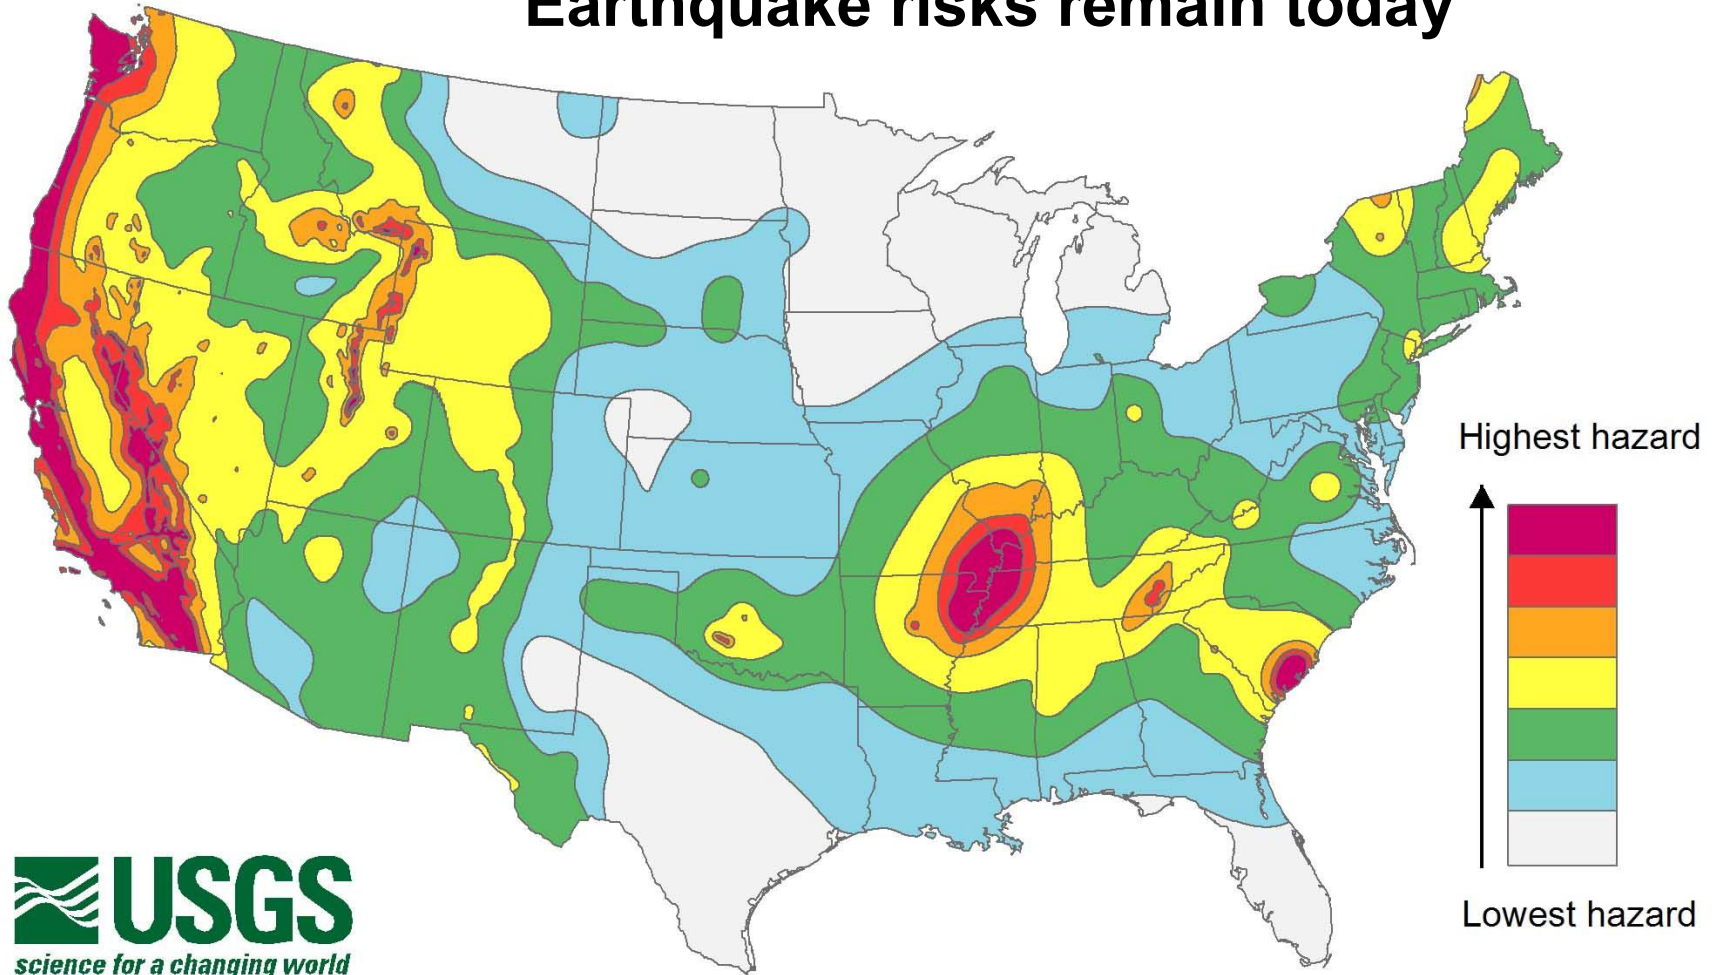 Earthquake risks remain today
Highest hazard
Lowest hazard
USGS
science for a changing world